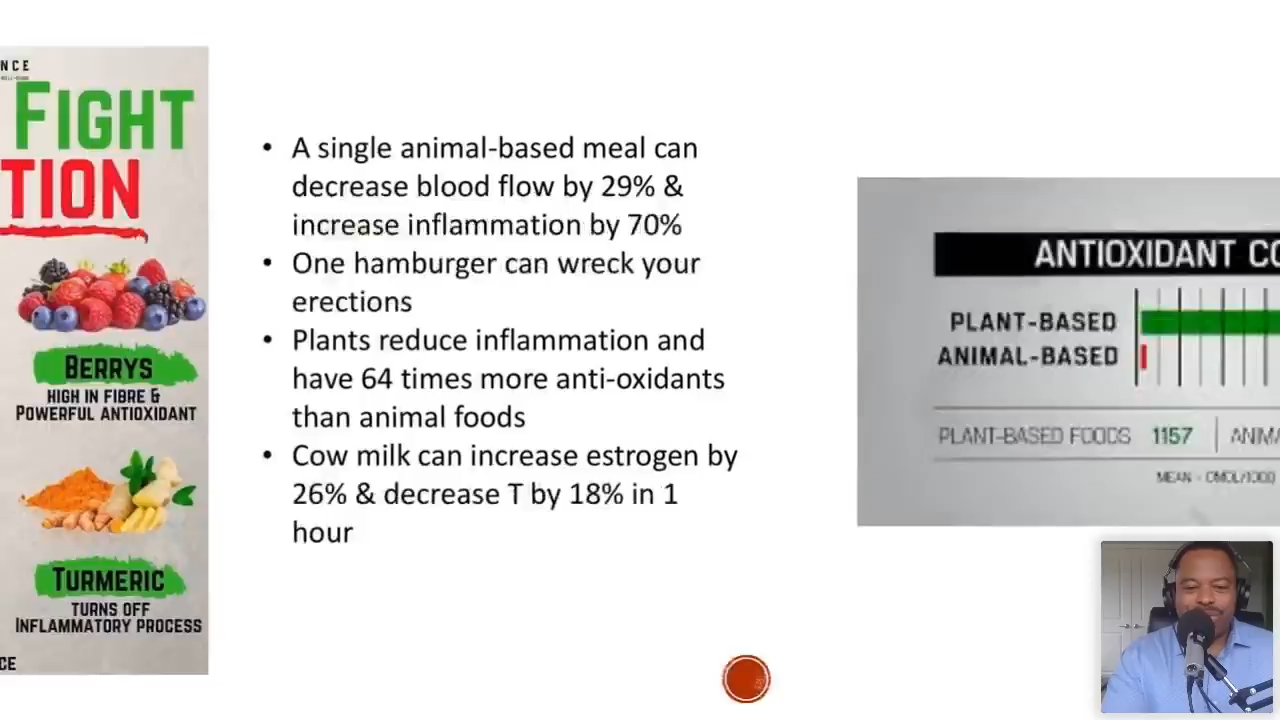 NCE
FIGHT
TION
BERRYS
HIGH IN FIBRE &
POWERFUL ANTIOXIDANT
TURMERIC
TURNS OFF
INFLAMMATORY PROCESS
CE
• A single animal-based meal can
decrease blood flow by 29% &
increase inflammation by 70%
• One hamburger can wreck your
erections
• Plants reduce inflammation and
have 64 times more anti-oxidants
than animal foods
• Cow milk can increase estrogen by
26% & decrease T by 18% in 1
hour
ANTIOXIDANT CO
PLANT-BASED
ANIMAL-BASED
PLANT-BASED FOODS 1157 ANIMA
MEAN -